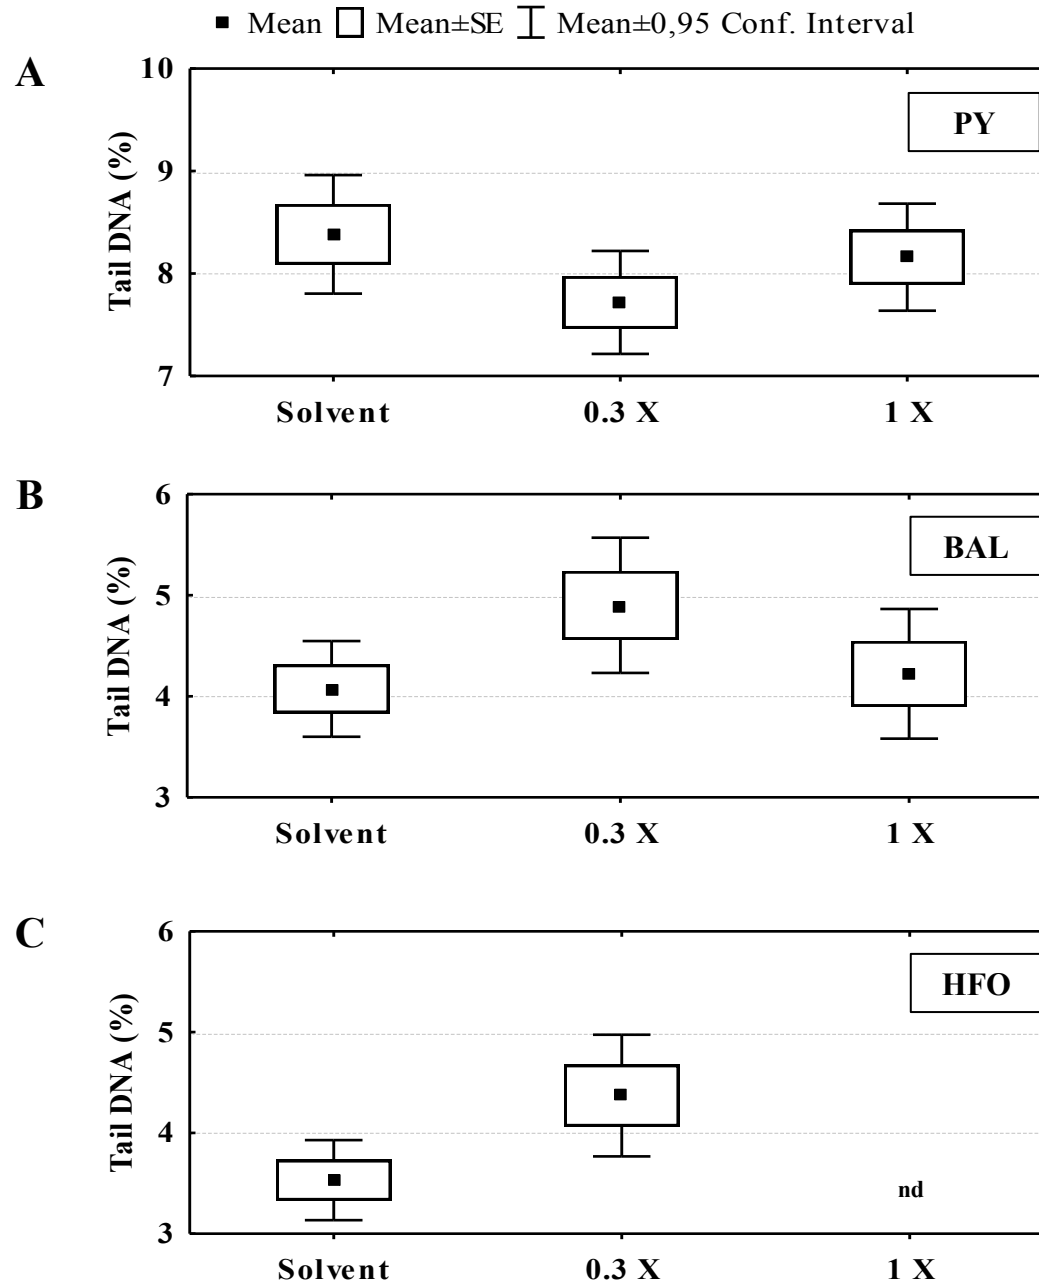 Mean Mean±SE Mean±0,95 Conf. Interval
A
10
9
8
7
Tail DNA (%)
PY
Solvent 0.3 X 1 X
B
6
5
4
3
Tail DNA (%)
BAL
Solvent 0.3 X 1 X
C
6
5
4
3
Tail DNA (%)
HFO
nd
Solvent 0.3 X 1 X